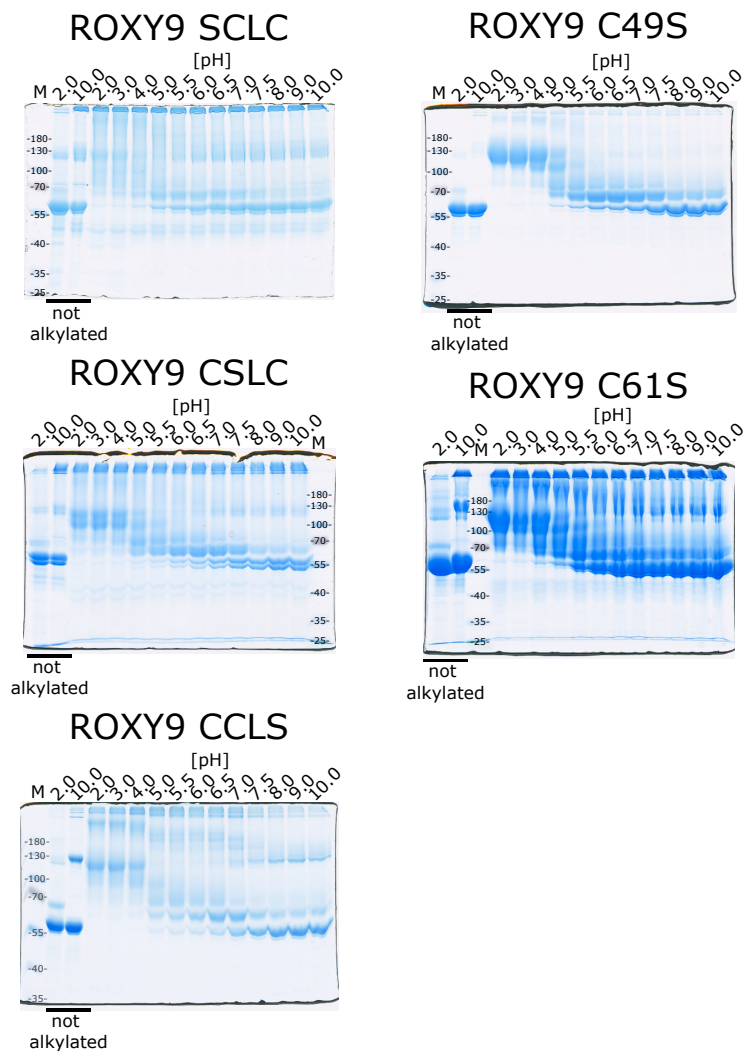 ROXY9 SCLC
[pH]
M 2.0 10.0 2.0 3.0 4.0 5.0 5.5 6.0 6.5 7.0 7.5 8.0 9.0 10.0
-180-
-130-
-100-
-70-
-55-
-40-
-35-
-25-
not
alkylated
ROXY9 C49S
[pH]
M 2.0 10.0 2.0 3.0 4.0 5.0 5.5 6.0 6.5 7.0 7.5 8.0 9.0 10.0
-180-
-130-
-100-
-70-
-55-
-40-
-35-
-25-
not
alkylated
ROXY9 CSLC
[pH]
2.0 10.0 2.0 3.0 4.0 5.0 5.5 6.0 6.5 7.0 7.5 8.0 9.0 10.0 M
-180-
-130-
-100-
-70-
-55-
-40-
-35-
-25-
not
alkylated
ROXY9 C61S
[pH]
2.0 10.0 M 2.0 3.0 4.0 5.0 5.5 6.0 6.5 7.0 7.5 8.0 9.0 10.0
-180-
-130-
-100-
-70-
-55-
-40-
-35-
-25-
not
alkylated
ROXY9 CCLS
[pH]
M 2.0 10.0 2.0 3.0 4.0 5.0 5.5 6.0 6.5 7.0 7.5 8.0 9.0 10.0
-180-
-130-
-100-
-70-
-55-
-40-
-35-
not
alkylated